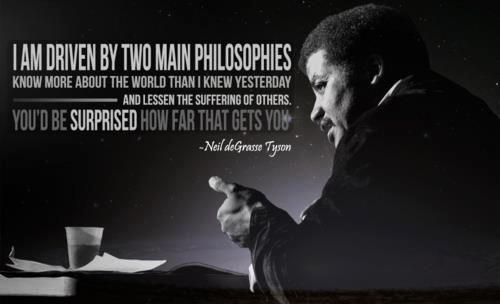 I AM DRIVEN BY TWO MAIN PHILOSOPHIES
KNOW MORE ABOUT THE WORLD THAN I KNEW YESTERDAY
AND LESSEN THE SUFFERING OF OTHERS.
YOU'D BE SURPRISED HOW FAR THAT GETS YOU
~Neil deGrasse Tyson